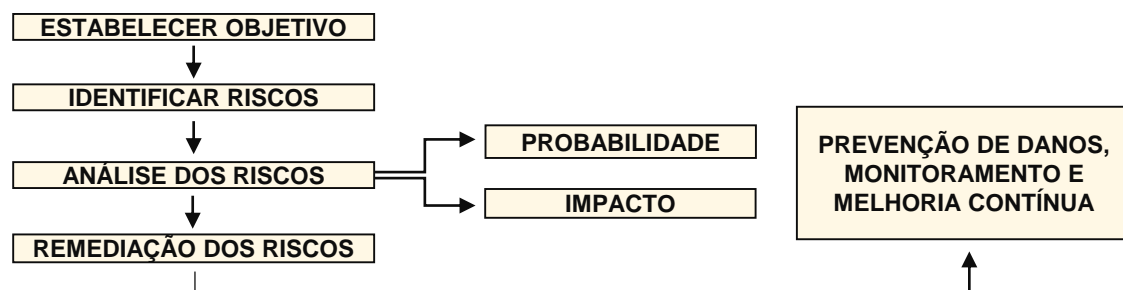 ESTABELECER OBJETIVO
IDENTIFICAR RISCOS
ANÁLISE DOS RISCOS
REMEDIAÇÃO DOS RISCOS
PROBABILIDADE
IMPACTO
PREVENÇÃO DE DANOS,
MONITORAMENTO E
MELHORIA CONTÍNUA